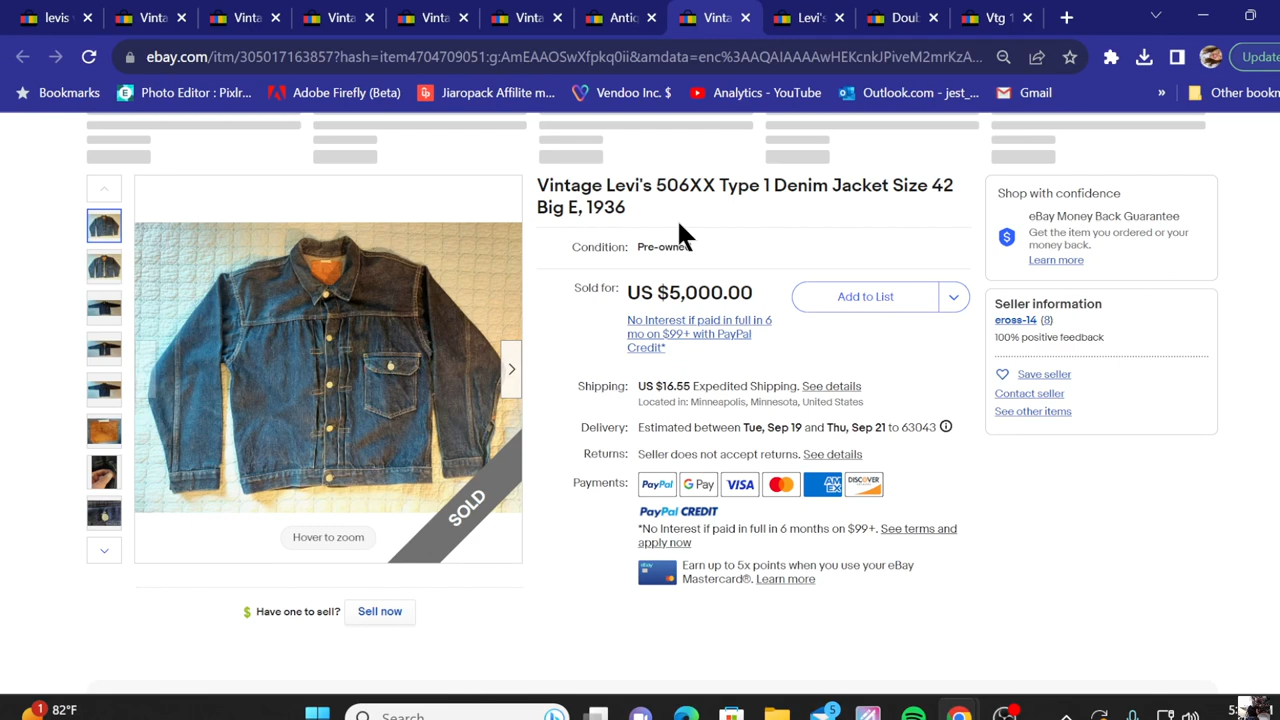 levis v
Vinta
Vinta
Vinta
Vinta
Vinta
Antiq
Vinta
Levi's
Doub
Vtg 1
ebay.com/itm/305017163857?hash=item4704709051:g:AmEAAOSwXfpkq0ii&amdata=enc%3AAQAIAAAAwHEKcnkJPiveM2mrKzA...
Update
Bookmarks
Photo Editor : Pixlr...
Adobe Firefly (Beta)
Jiaropack Affilite m...
Vendoo Inc. $
Analytics - YouTube
Outlook.com - jest_...
Gmail
»
Other bookm
Vintage Levi's 506XX Type 1 Denim Jacket Size 42
Big E, 1936
Condition: Pre-owned
Sold for: US $5,000.00
No Interest if paid in full in 6
mo on $99+ with PayPal
Credit*
Add to List
Shipping: US $16.55 Expedited Shipping. See details
Located in: Minneapolis, Minnesota, United States
Delivery: Estimated between Tue, Sep 19 and Thu, Sep 21 to 63043
Returns: Seller does not accept returns. See details
Payments: PayPal G Pay VISA MasterCard AM EX DISCOVER
PayPal CREDIT
*No Interest if paid in full in 6 months on $99+. See terms and
apply now
ebay
Earn up to 5x points when you use your eBay
Mastercard®. Learn more
Shop with confidence
eBay Money Back Guarantee
Get the item you ordered or your
money back.
Learn more
Seller information
eross-14 (8)
100% positive feedback
Save seller
Contact seller
See other items
SOLD
Hover to zoom
Have one to sell? Sell now
1
82°F
Search
5